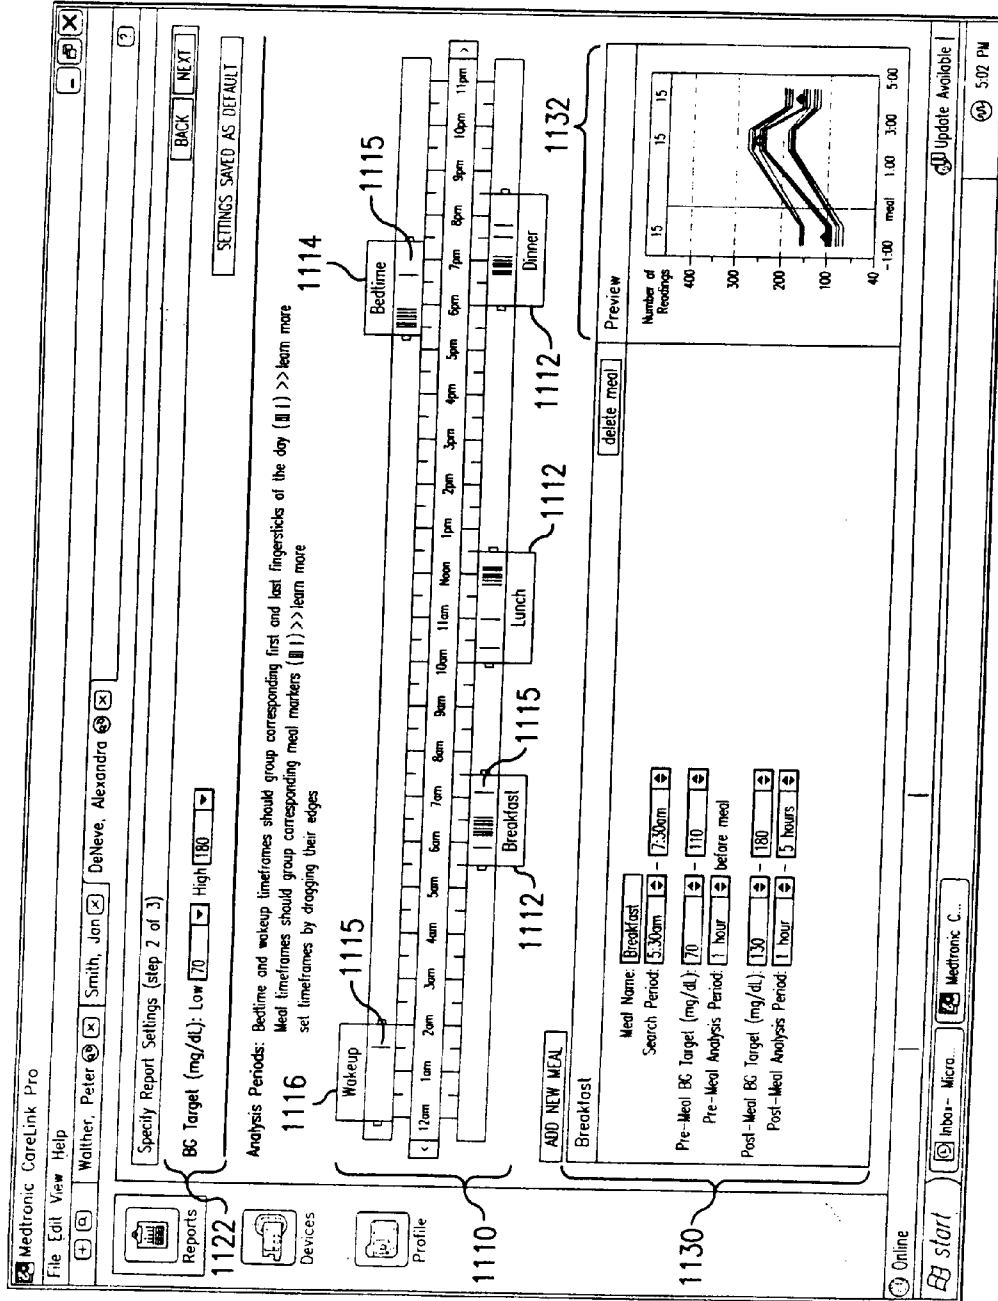 Medtronic CareLink Pro
File Edit View Help
Walther, Peter
Smith, Jan
DeNeve, Alexandra
Reports
Devices
Profile
Specify Report Settings (step 2 of 3)
?
BACK
NEXT
BG Target (mg/dL): Low 70 High 180
SETTINGS SAVED AS DEFAULT
1122
Analysis Periods: Bedtime and wakeup timeframes should group corresponding first and last fingersticks of the day ( ) >>learn more
Meal timeframes should group corresponding meal markers ( ) >>learn more
set timeframes by dragging their edges
1116
1115
1114
1115
Wakeup
Bedtime
< 12am 1am 2am 3am 4am 5am 6am 7am 8am 9am 10am 11am Noon 1pm 2pm 3pm 4pm 5pm 6pm 7pm 8pm 9pm 10pm 11pm >
1110
Breakfast
Lunch
Dinner
1112
1115
1112
1112
1132
ADD NEW MEAL
delete meal
Breakfast
Preview
1130
Meal Name: Breakfast
Search Period: 5:30am – 7:30am
Pre–Meal BG Target (mg/dL): 70 – 110
Pre–Meal Analysis Period: 1 hour before meal
Post–Meal BG Target (mg/dL): 130 – 180
Post–Meal Analysis Period: 1 hour – 5 hours
Number of Readings
15 15 15
400
300
200
100
40
–1:00 meal 1:00 3:00 5:00
Online
Update Available
start
Inbox– Micro...
Medtronic C...
5:02 PM